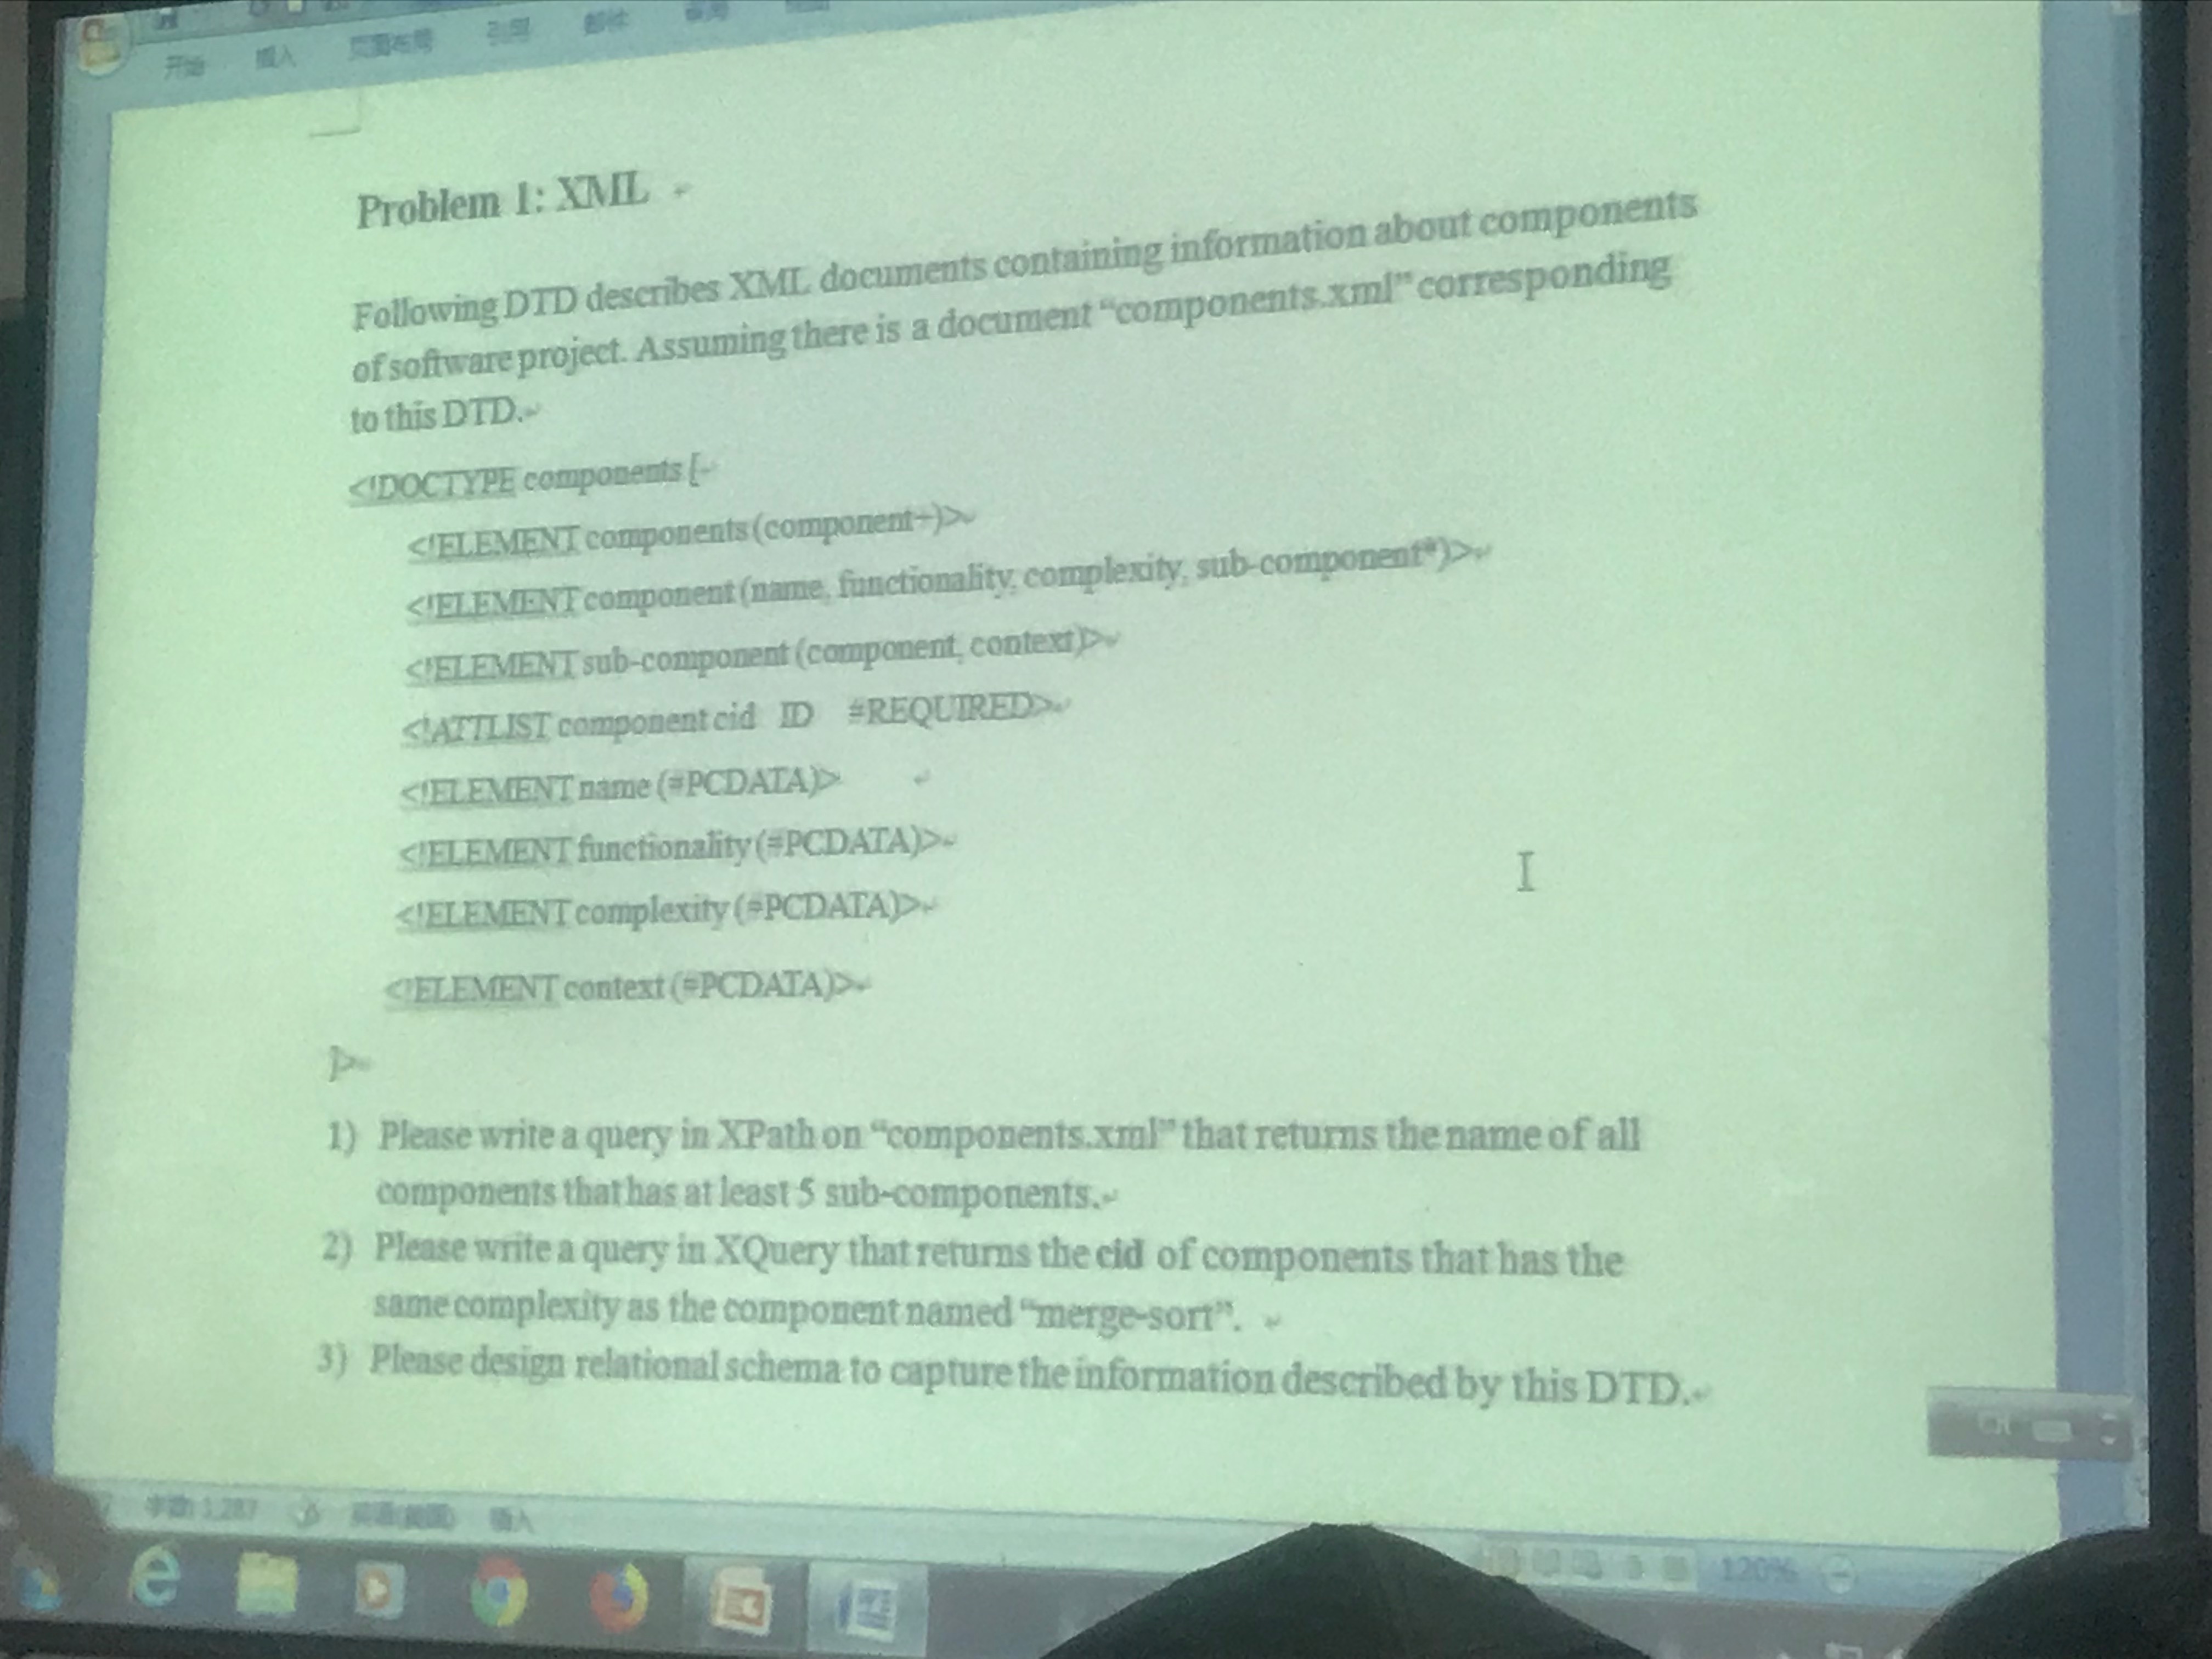 开始 插入 页面布局 引用 邮件 审阅
Problem 1: XML
Following DTD describes XML documents containing information about components
of software project. Assuming there is a document “components.xml” corresponding
to this DTD.
<!DOCTYPE components [
<!ELEMENT components (component+)>
<!ELEMENT component (name, functionality, complexity, sub-component*)>
<!ELEMENT sub-component (component, context)>
<!ATTLIST component cid ID #REQUIRED>
<!ELEMENT name (#PCDATA)>
<!ELEMENT functionality (#PCDATA)>
<!ELEMENT complexity (#PCDATA)>
<!ELEMENT context (#PCDATA)>
]>
1) Please write a query in XPath on “components.xml” that returns the name of all
components that has at least 5 sub-components.
2) Please write a query in XQuery that returns the cid of components that has the
same complexity as the component named “merge-sort”.
3) Please design relational schema to capture the information described by this DTD.
CH
字数: 1,287 插入
120%